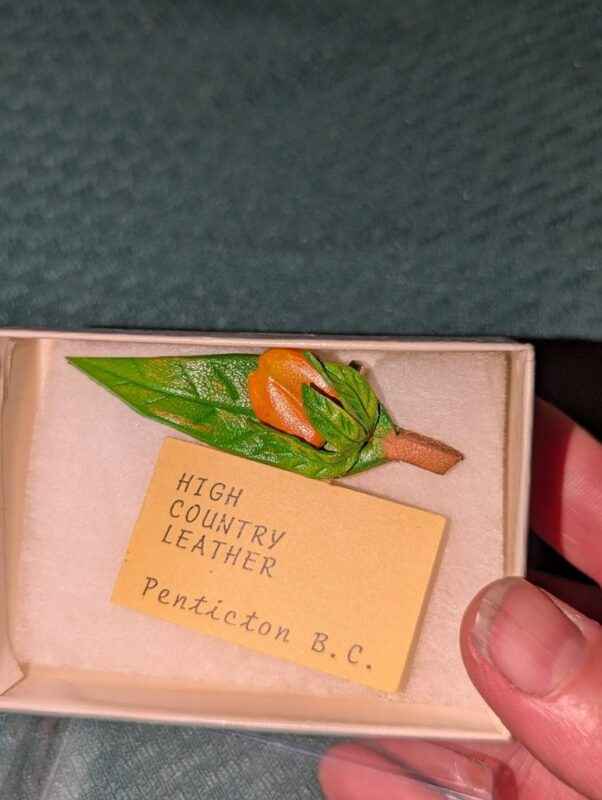 HIGH
COUNTRY
LEATHER
Penticton B.C.